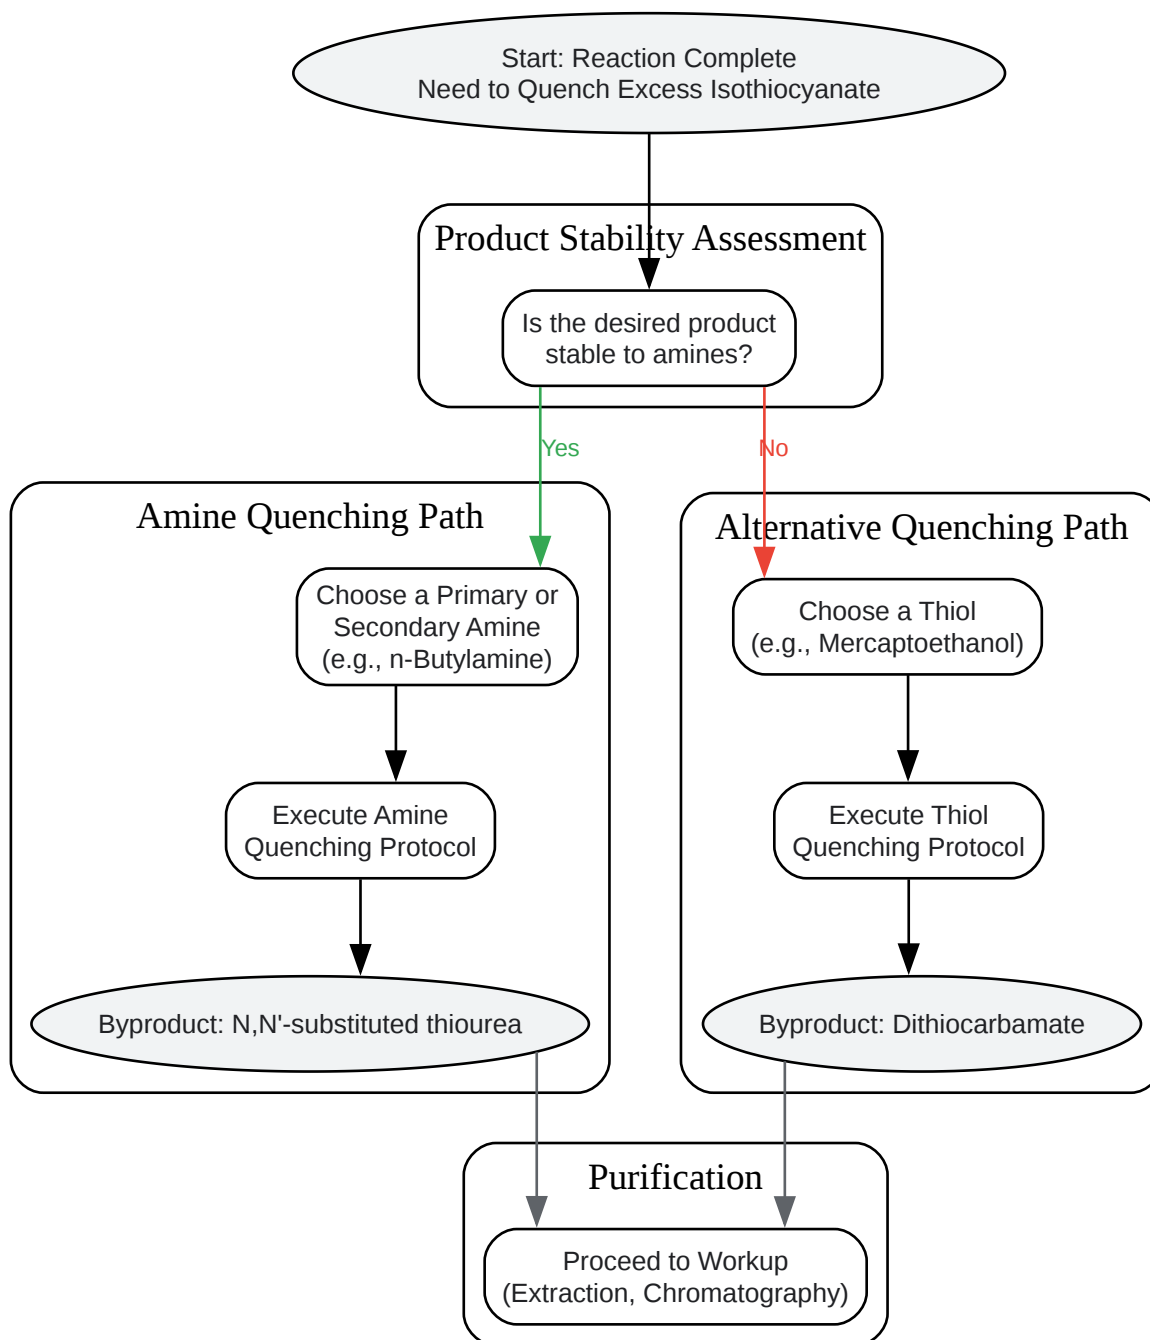 Start: Reaction Complete
Need to Quench Excess Isothiocyanate
Product Stability Assessment
Is the desired product
stable to amines?
Yes
No
Amine Quenching Path
Choose a Primary or
Secondary Amine
(e.g., n-Butylamine)
Execute Amine
Quenching Protocol
Byproduct: N,N'-substituted thiourea
Alternative Quenching Path
Choose a Thiol
(e.g., Mercaptoethanol)
Execute Thiol
Quenching Protocol
Byproduct: Dithiocarbamate
Purification
Proceed to Workup
(Extraction, Chromatography)